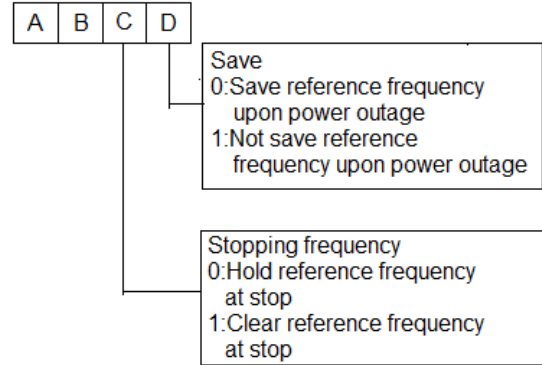 A B C D
Save
0:Save reference frequency
upon power outage
1:Not save reference
frequency upon power outage
Stopping frequency
0:Hold reference frequency
at stop
1:Clear reference frequency
at stop